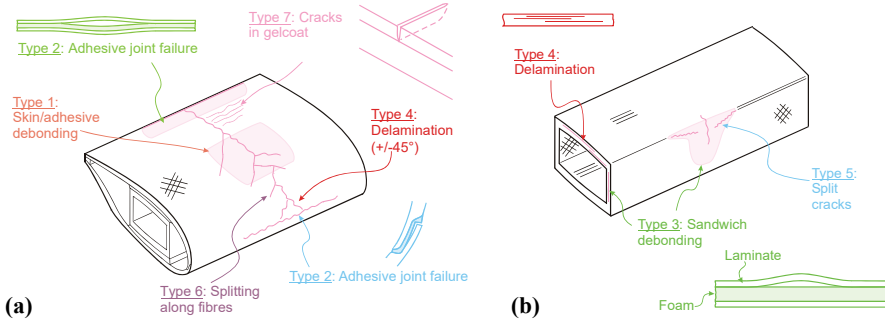 Type 7: Cracks
in gelcoat
Type 2: Adhesive joint failure
Type 1:
Skin/adhesive
debonding
Type 4:
Delamination
(+/-45°)
Type 2: Adhesive joint failure
Type 6: Splitting
along fibres
(a)
Type 4:
Delamination
Type 5:
Split
cracks
Type 3: Sandwich
debonding
Laminate
Foam
(b)